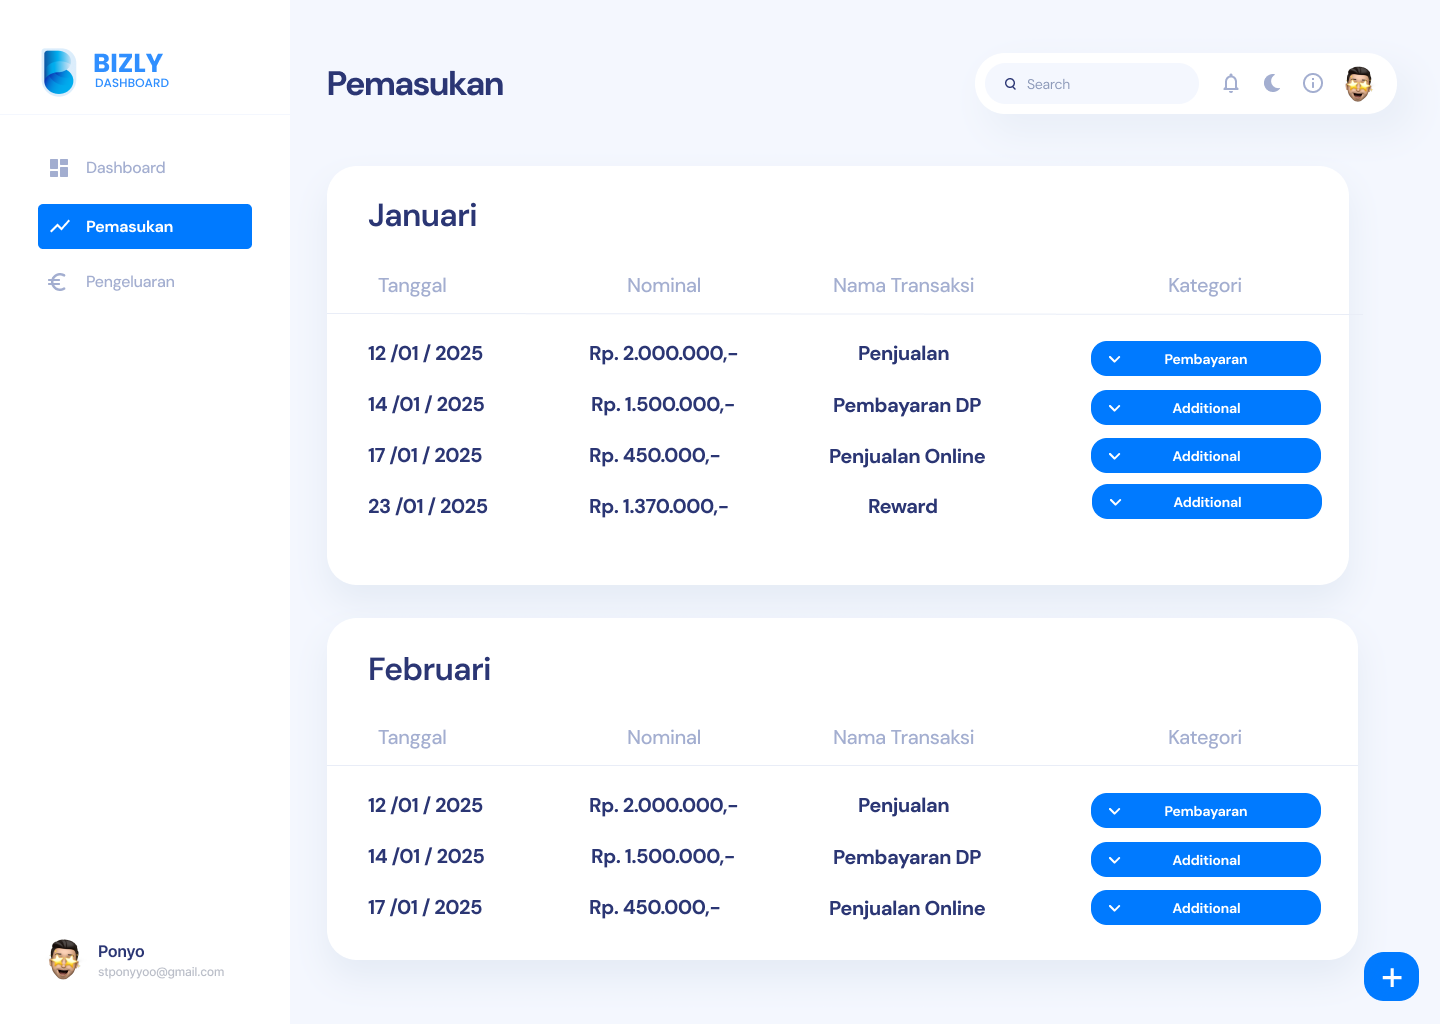 BIZLY
DASHBOARD
Dashboard
Pemasukan
Pengeluaran
Ponyo
stponyyoo@gmail.com
Pemasukan
Search
Januari
Tanggal Nominal Nama Transaksi Kategori
12 /01 / 2025 Rp. 2.000.000,- Penjualan Pembayaran
14 /01 / 2025 Rp. 1.500.000,- Pembayaran DP Additional
17 /01 / 2025 Rp. 450.000,- Penjualan Online Additional
23 /01 / 2025 Rp. 1.370.000,- Reward Additional
Februari
Tanggal Nominal Nama Transaksi Kategori
12 /01 / 2025 Rp. 2.000.000,- Penjualan Pembayaran
14 /01 / 2025 Rp. 1.500.000,- Pembayaran DP Additional
17 /01 / 2025 Rp. 450.000,- Penjualan Online Additional